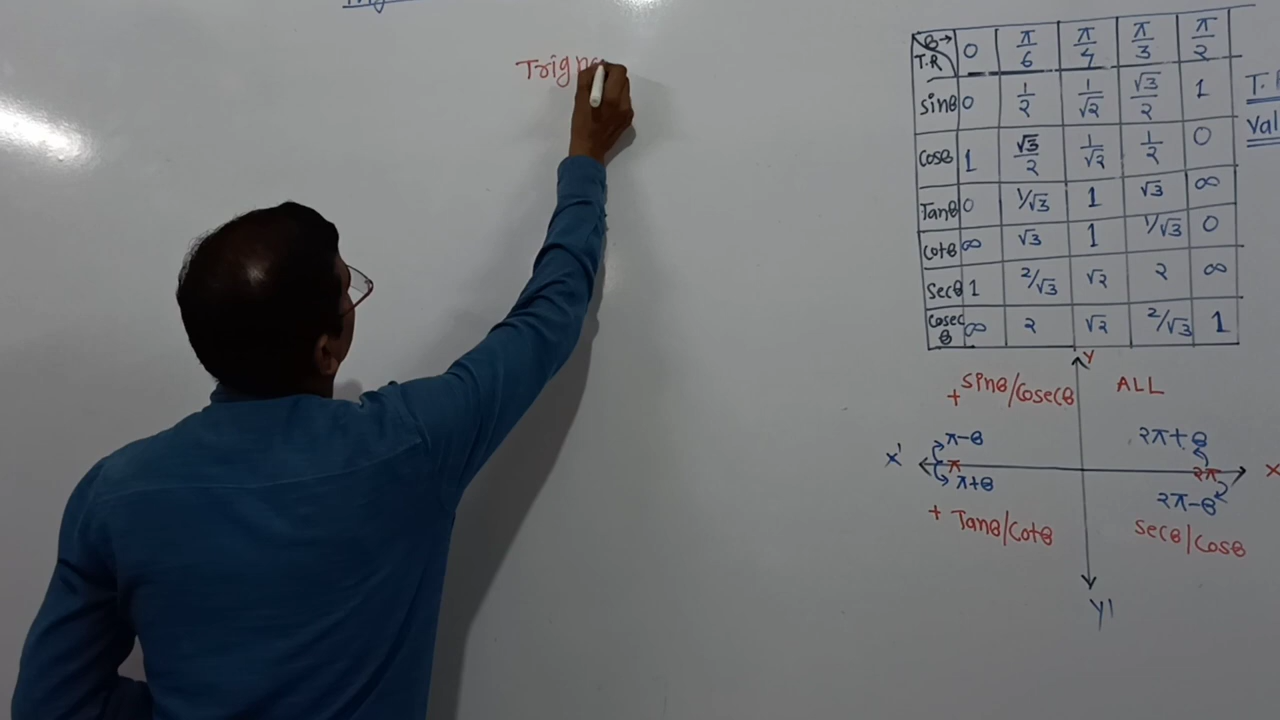 Trign
θ→ 0 π/6 π/4 π/3 π/2
T.R
sinθ 0 1/2 1/√2 √3/2 1
cosθ 1 √3/2 1/√2 1/2 0
Tanθ 0 1/√3 1 √3 ∞
cotθ ∞ √3 1 1/√3 0
Secθ 1 2/√3 √2 2 ∞
Cosec θ ∞ 2 √2 2/√3 1
Val
Y
+ sinθ/Cosecθ ALL
π-θ 2π+θ
X' π 2π X
π+θ 2π-θ
+ Tanθ/Cotθ Secθ/Cosθ
Y'